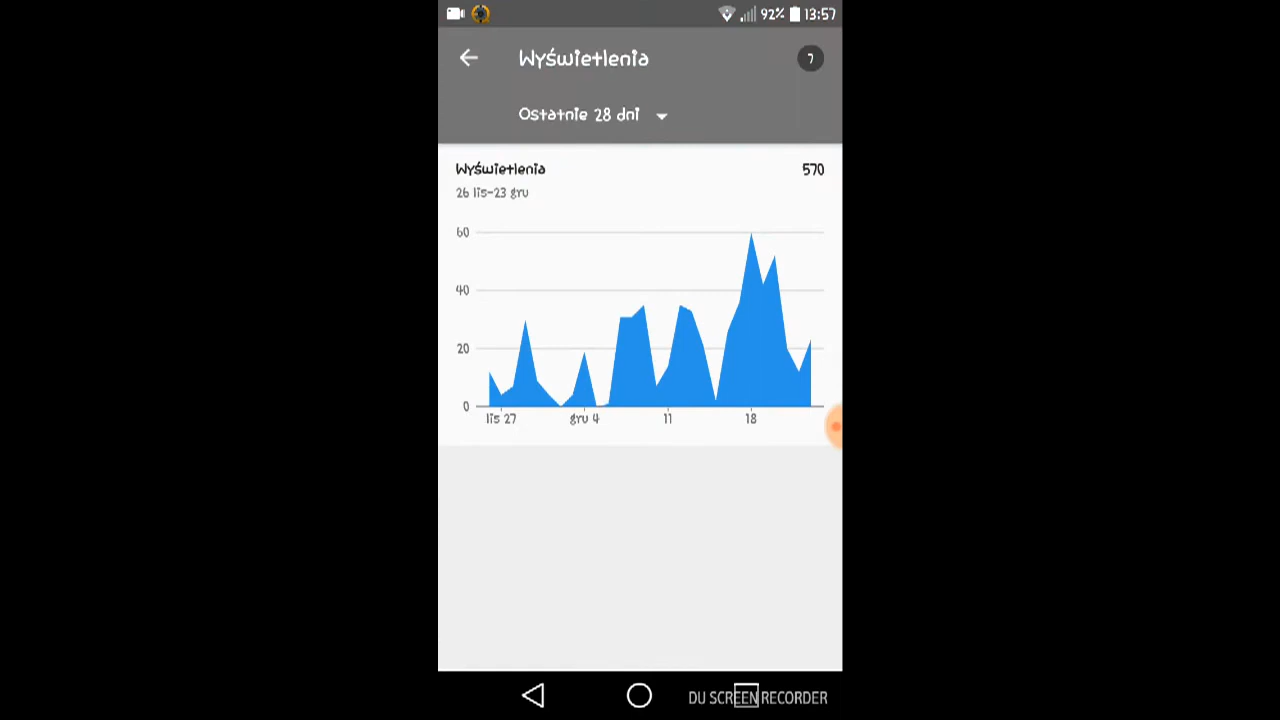 92% 13:57
Wyświetlenia
7
Ostatnie 28 dni
Wyświetlenia 570
26 lis–23 gru
60
40
20
0
lis 27 gru 4 11 18
DU SCREEN RECORDER